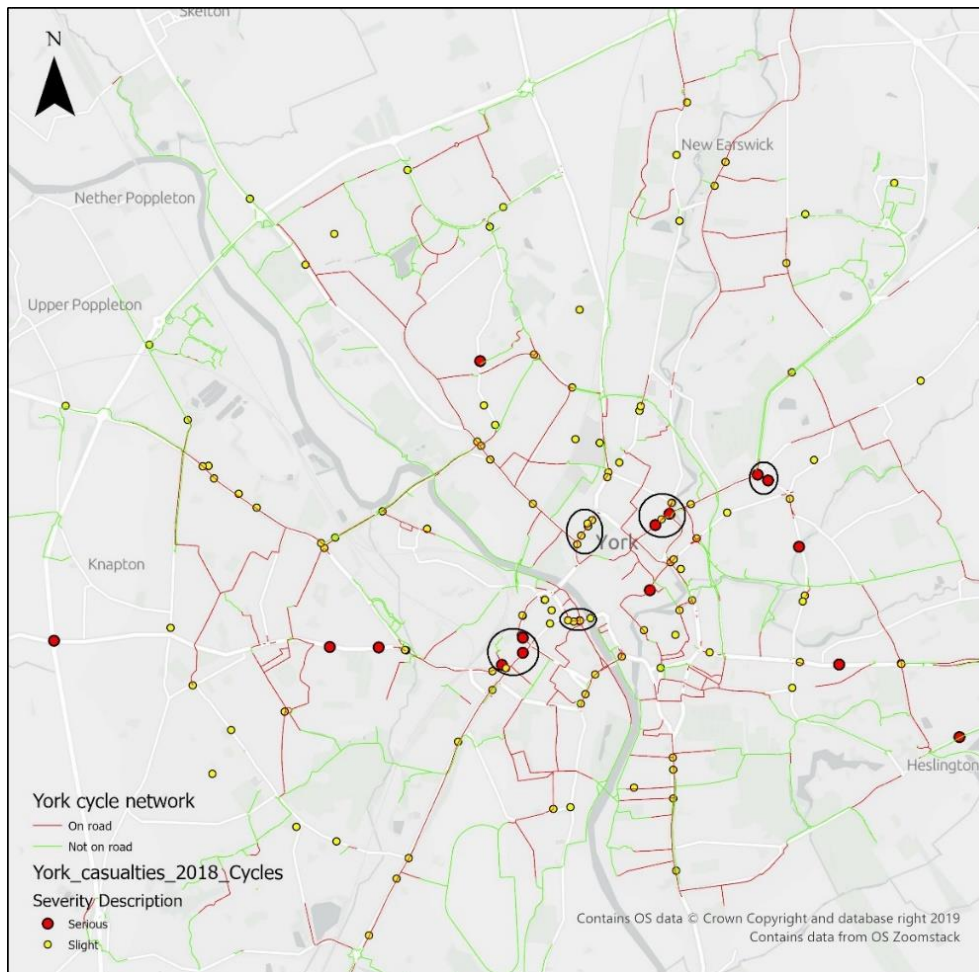 Skelton
N
New Earswick
Nether Poppleton
Upper Poppleton
York
Knapton
Heslington
York cycle network
On road
Not on road
York_casualties_2018_Cycles
Severity Description
Serious
Slight
Contains OS data © Crown Copyright and database right 2019
Contains data from OS Zoomstack